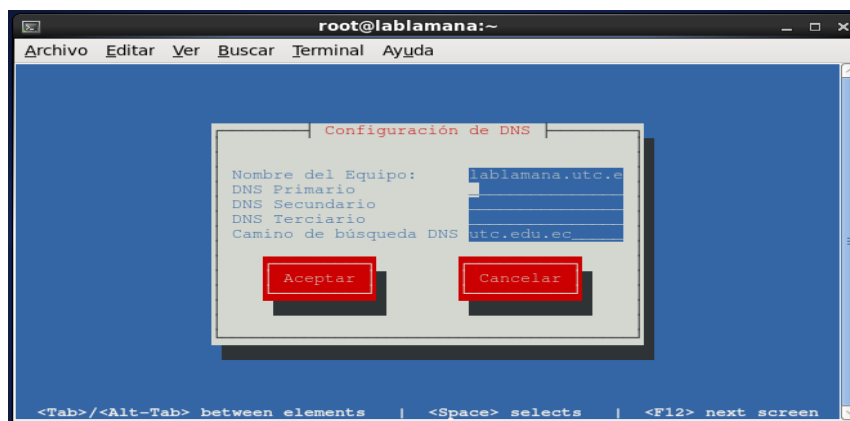 root@lablamana:~
Archivo Editar Ver Buscar Terminal Ayuda
Configuración de DNS
Nombre del Equipo: lablamana.utc.e
DNS Primario
DNS Secundario
DNS Terciario
Camino de búsqueda DNS utc.edu.ec
Aceptar Cancelar
<Tab>/<Alt-Tab> between elements | <Space> selects | <F12> next screen